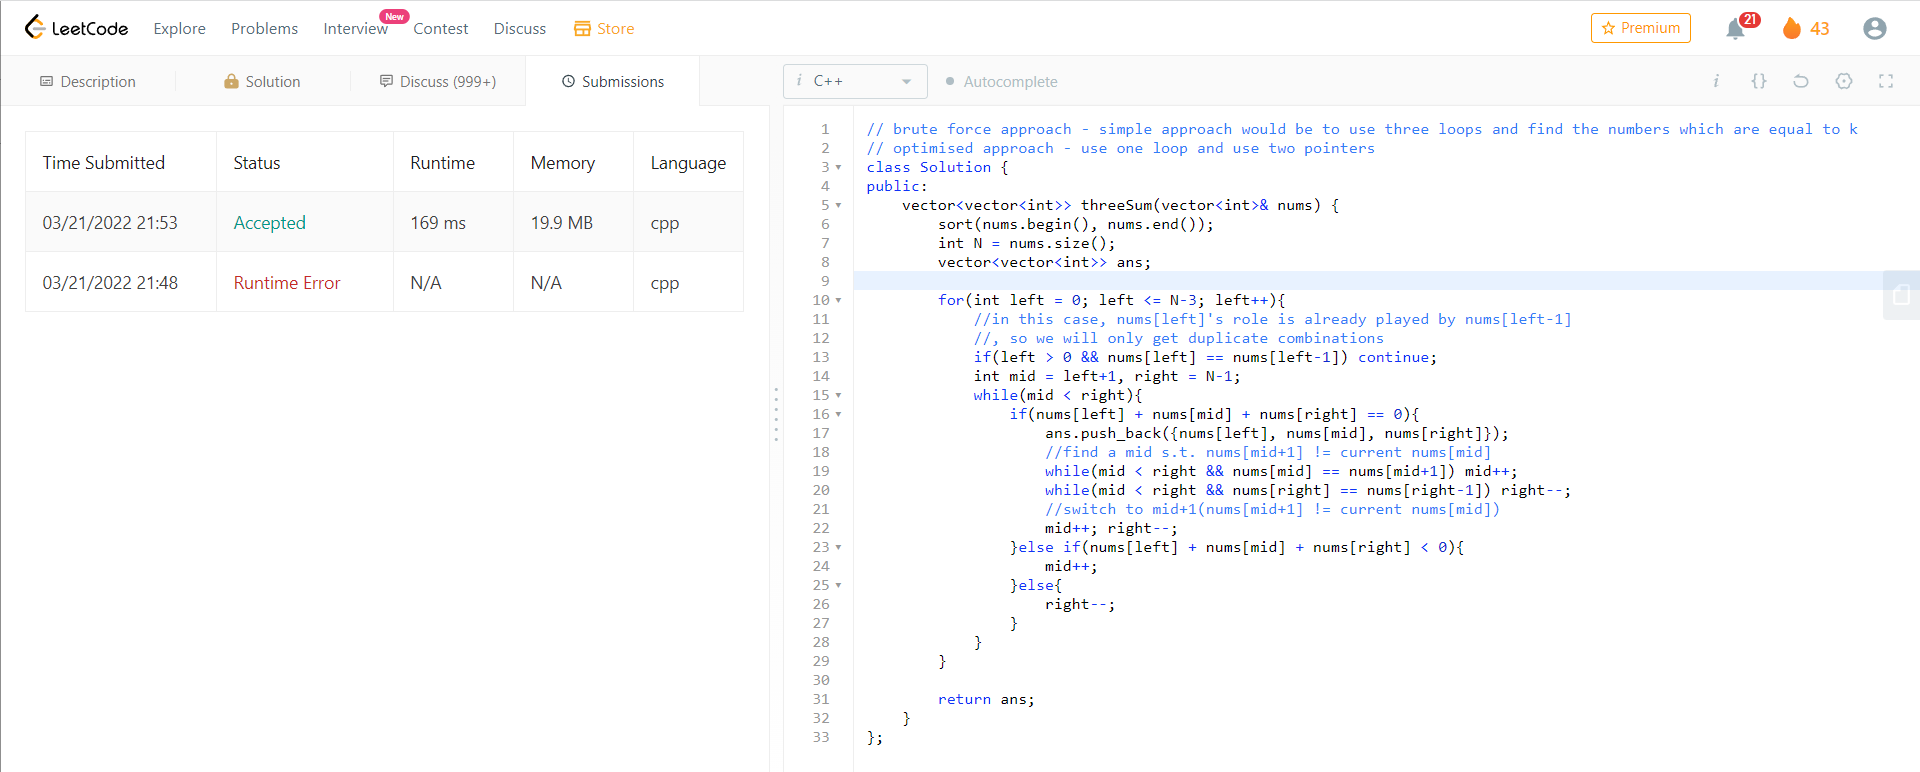 LeetCode Explore Problems Interview New Contest Discuss Store Premium 21 43
Description Solution Discuss (999+) Submissions i C++ Autocomplete i {}
Time Submitted Status Runtime Memory Language
03/21/2022 21:53 Accepted 169 ms 19.9 MB cpp
03/21/2022 21:48 Runtime Error N/A N/A cpp
1 // brute force approach - simple approach would be to use three loops and find the numbers which are equal to k
2 // optimised approach - use one loop and use two pointers
3 class Solution {
4 public:
5 vector<vector<int>> threeSum(vector<int>& nums) {
6 sort(nums.begin(), nums.end());
7 int N = nums.size();
8 vector<vector<int>> ans;
9
10 for(int left = 0; left <= N-3; left++){
11 //in this case, nums[left]'s role is already played by nums[left-1]
12 //, so we will only get duplicate combinations
13 if(left > 0 && nums[left] == nums[left-1]) continue;
14 int mid = left+1, right = N-1;
15 while(mid < right){
16 if(nums[left] + nums[mid] + nums[right] == 0){
17 ans.push_back({nums[left], nums[mid], nums[right]});
18 //find a mid s.t. nums[mid+1] != current nums[mid]
19 while(mid < right && nums[mid] == nums[mid+1]) mid++;
20 while(mid < right && nums[right] == nums[right-1]) right--;
21 //switch to mid+1(nums[mid+1] != current nums[mid])
22 mid++; right--;
23 }else if(nums[left] + nums[mid] + nums[right] < 0){
24 mid++;
25 }else{
26 right--;
27 }
28 }
29 }
30
31 return ans;
32 }
33 };